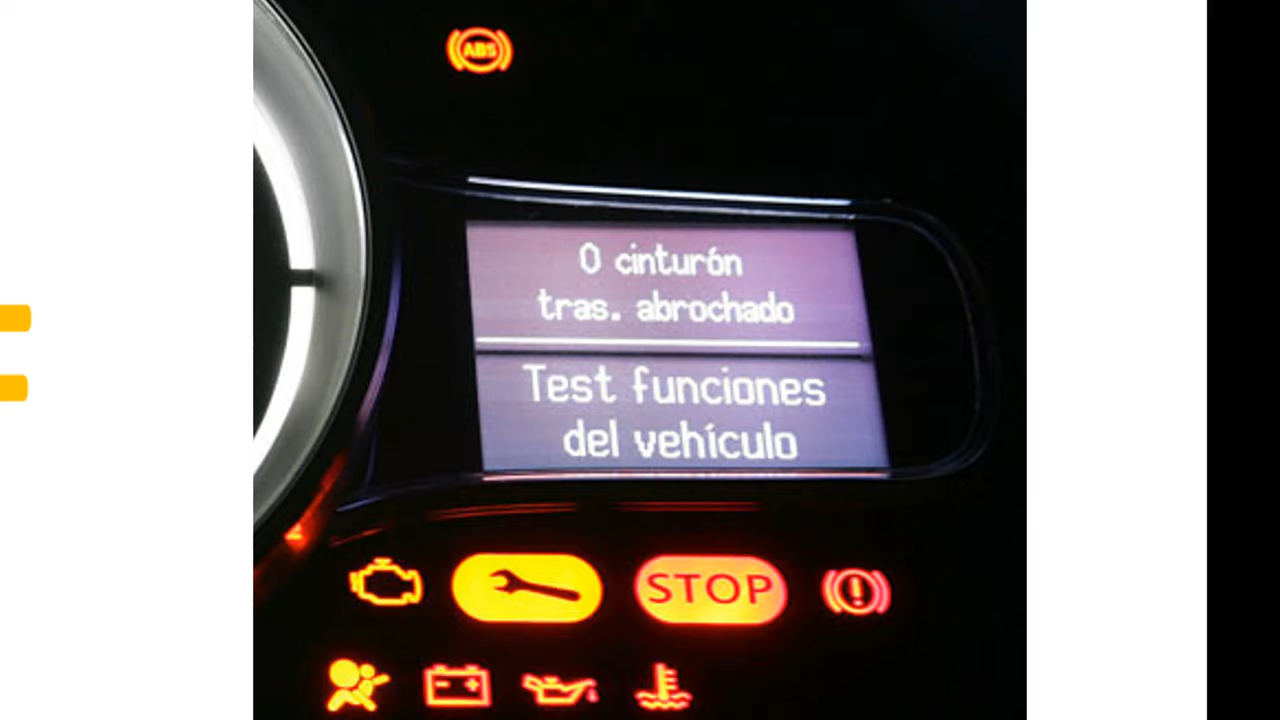 ABS
0 cinturón
tras. abrochado
Test funciones
del vehículo
STOP